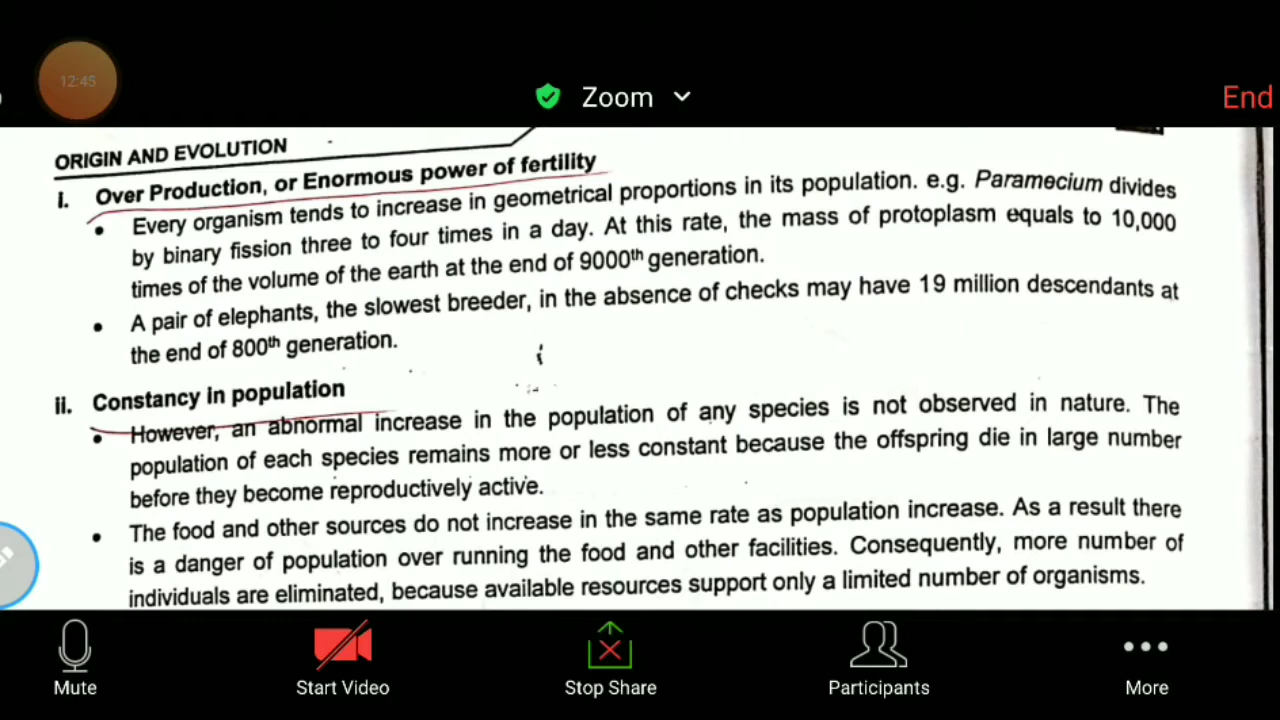 12:45
Zoom
End
ORIGIN AND EVOLUTION
i. Over Production, or Enormous power of fertility
• Every organism tends to increase in geometrical proportions in its population. e.g. Paramecium divides
by binary fission three to four times in a day. At this rate, the mass of protoplasm equals to 10,000
times of the volume of the earth at the end of 9000th generation.
• A pair of elephants, the slowest breeder, in the absence of checks may have 19 million descendants at
the end of 800th generation.
ii. Constancy in population
• However, an abnormal increase in the population of any species is not observed in nature. The
population of each species remains more or less constant because the offspring die in large number
before they become reproductively active.
• The food and other sources do not increase in the same rate as population increase. As a result there
is a danger of population over running the food and other facilities. Consequently, more number of
individuals are eliminated, because available resources support only a limited number of organisms.
Mute
Start Video
Stop Share
Participants
More